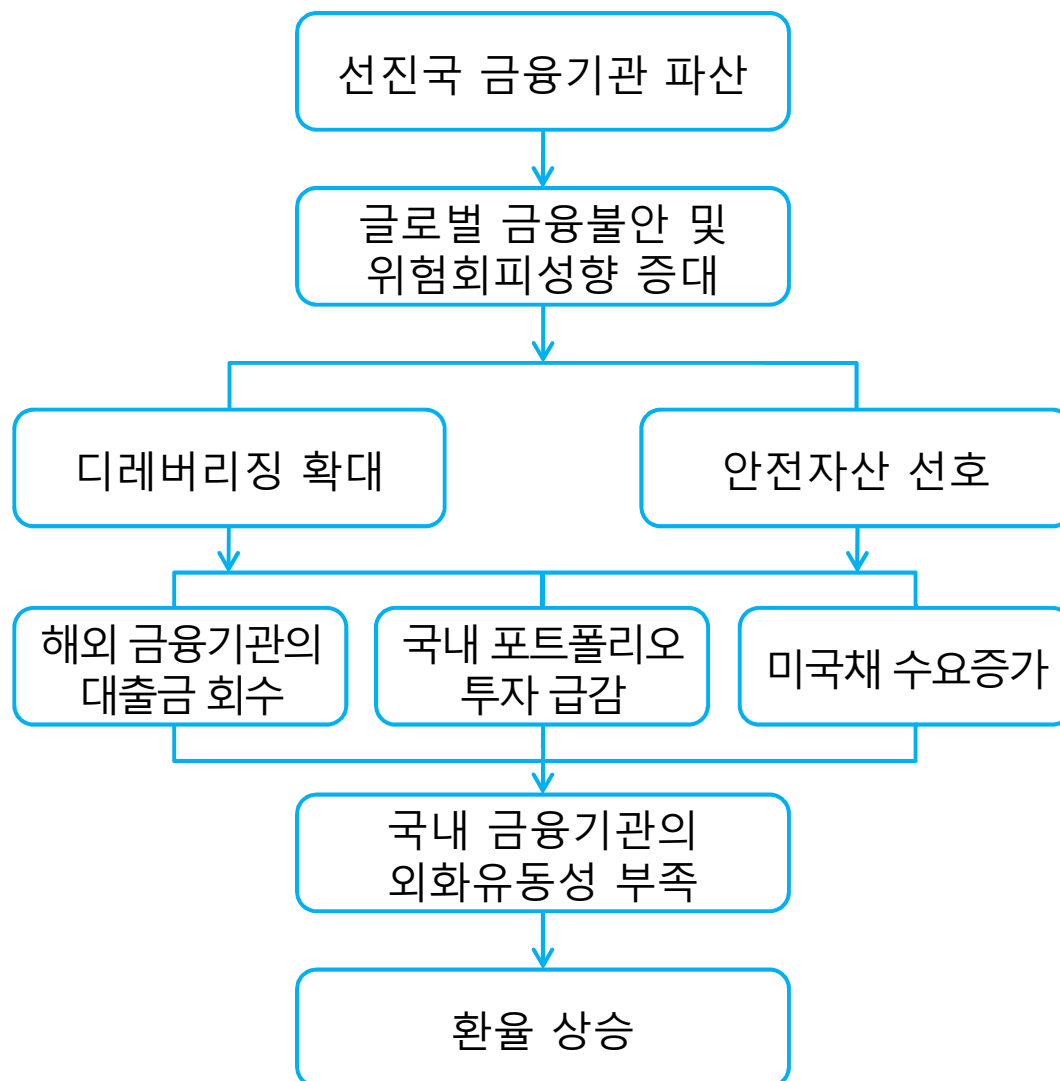 선진국 금융기관 파산
글로벌 금융불안 및
위험회피성향 증대
디레버리징 확대
안전자산 선호
해외 금융기관의
대출금 회수
국내 포트폴리오
투자 급감
미국채 수요증가
국내 금융기관의
외화유동성 부족
환율 상승